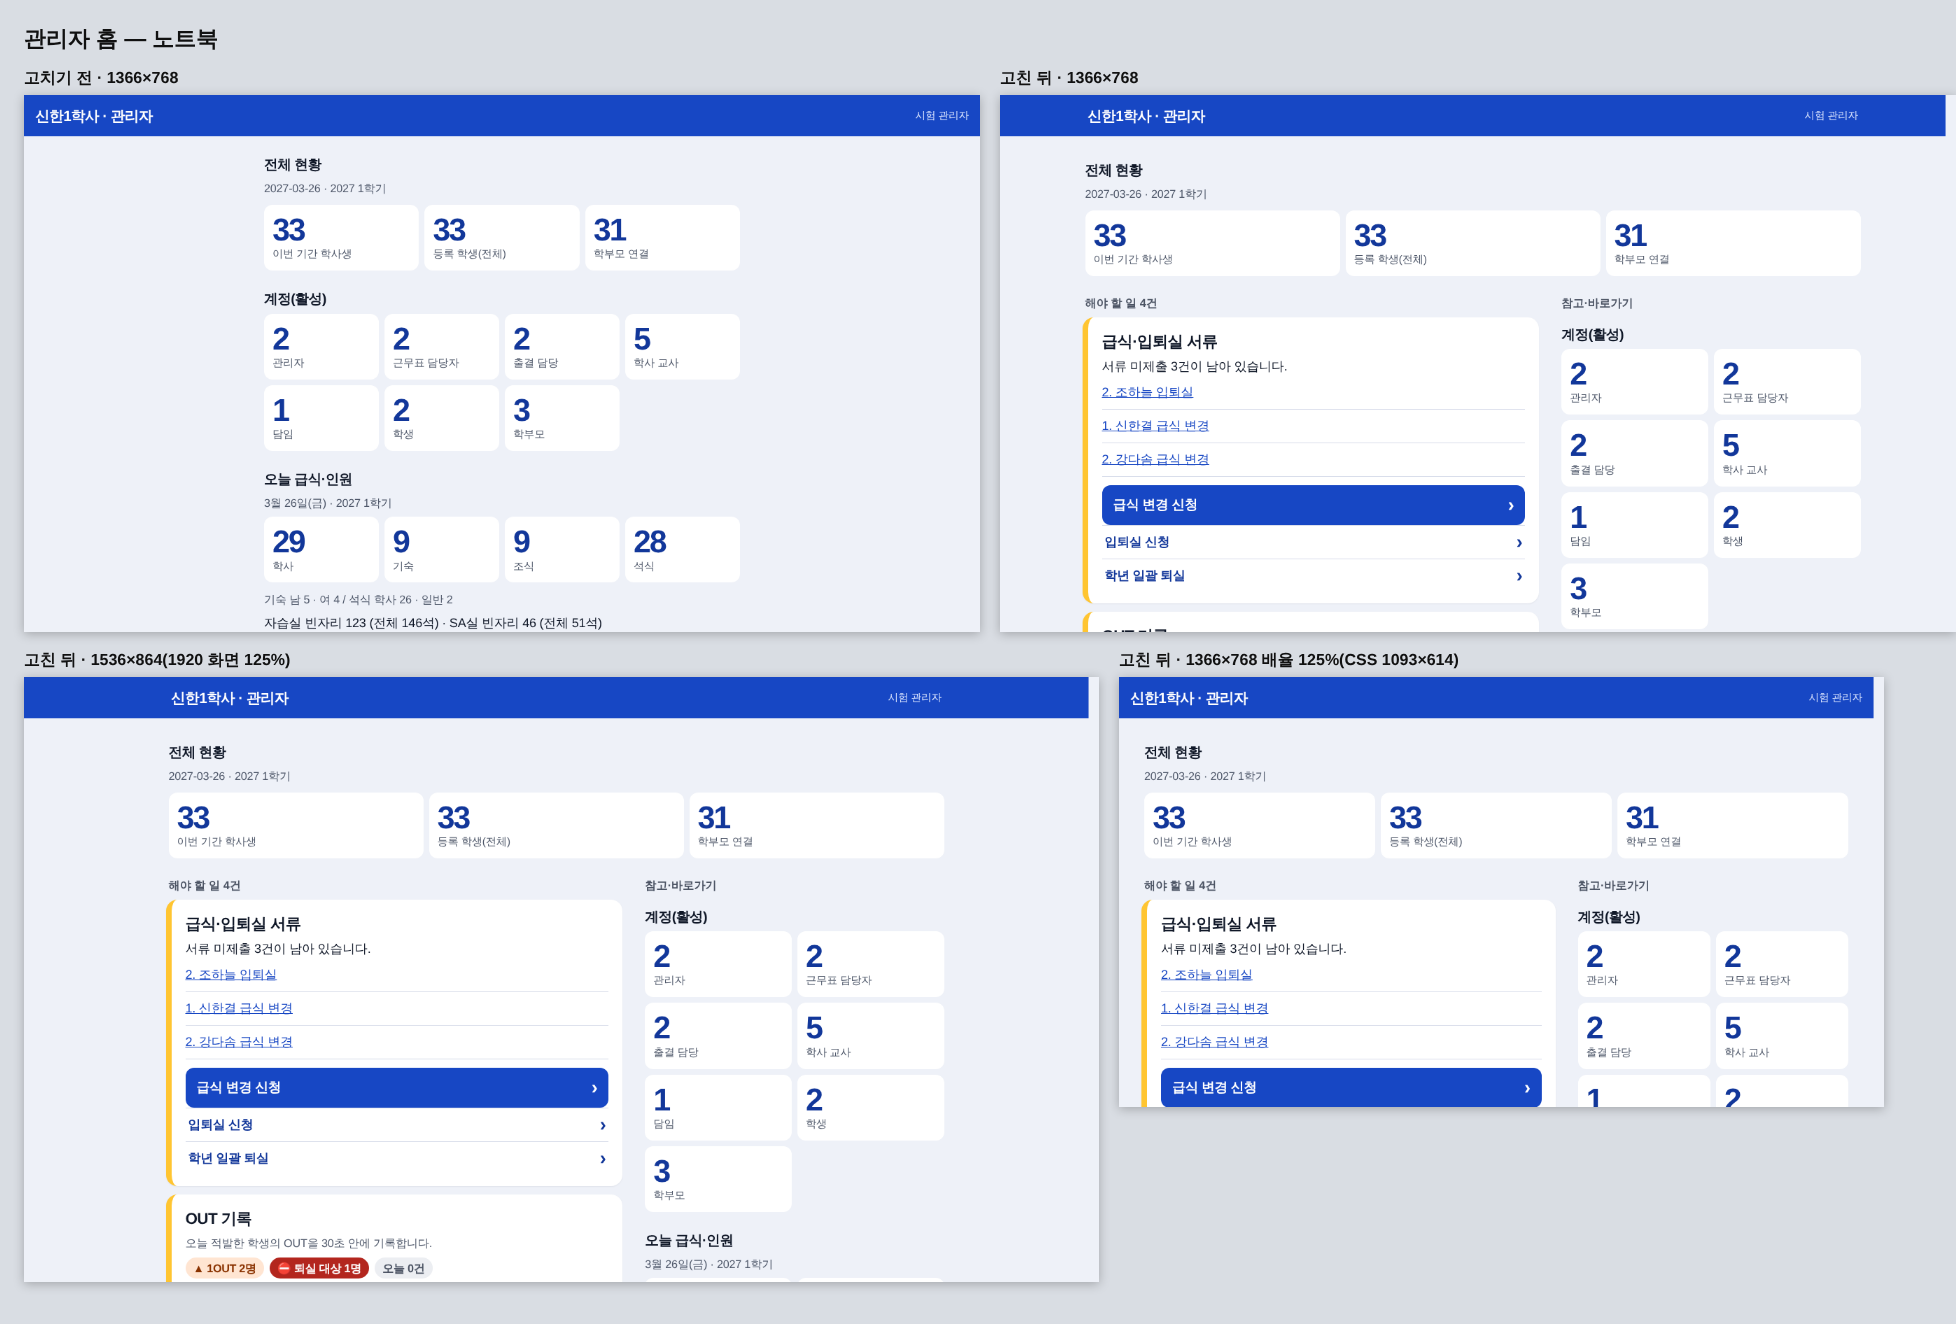 관리자 홈 — 노트북
고치기 전 · 1366×768
신한1학사 · 관리자
시험 관리자
전체 현황
2027-03-26 · 2027 1학기
33 33 31
이번 기간 학사생 등록 학생(전체) 학부모 연결
계정(활성)
2 2 2 5
관리자 근무표 담당자 출결 담당 학사 교사
1 2 3
담임 학생 학부모
오늘 급식·인원
3월 26일(금) · 2027 1학기
29 9 9 28
학사 기숙 조식 석식
기숙 남 5 · 여 4 / 석식 학사 26 · 일반 2
자습실 빈자리 123 (전체 146석) · SA실 빈자리 46 (전체 51석)
고친 뒤 · 1366×768
신한1학사 · 관리자
시험 관리자
전체 현황
2027-03-26 · 2027 1학기
33 33 31
이번 기간 학사생 등록 학생(전체) 학부모 연결
해야 할 일 4건
급식·입퇴실 서류
서류 미제출 3건이 남아 있습니다.
2. 조하늘 입퇴실
1. 신한결 급식 변경
2. 강다솜 급식 변경
급식 변경 신청 ›
입퇴실 신청 ›
학년 일괄 퇴실 ›
참고·바로가기
계정(활성)
2 2
관리자 근무표 담당자
2 5
출결 담당 학사 교사
1 2
담임 학생
3
학부모
고친 뒤 · 1536×864(1920 화면 125%)
신한1학사 · 관리자
시험 관리자
전체 현황
2027-03-26 · 2027 1학기
33 33 31
이번 기간 학사생 등록 학생(전체) 학부모 연결
해야 할 일 4건
급식·입퇴실 서류
서류 미제출 3건이 남아 있습니다.
2. 조하늘 입퇴실
1. 신한결 급식 변경
2. 강다솜 급식 변경
급식 변경 신청 ›
입퇴실 신청 ›
학년 일괄 퇴실 ›
OUT 기록
오늘 적발한 학생의 OUT을 30초 안에 기록합니다.
▲ 1OUT 2명 ⛔ 퇴실 대상 1명 오늘 0건
참고·바로가기
계정(활성)
2 2
관리자 근무표 담당자
2 5
출결 담당 학사 교사
1 2
담임 학생
3
학부모
오늘 급식·인원
3월 26일(금) · 2027 1학기
고친 뒤 · 1366×768 배율 125%(CSS 1093×614)
신한1학사 · 관리자
시험 관리자
전체 현황
2027-03-26 · 2027 1학기
33 33 31
이번 기간 학사생 등록 학생(전체) 학부모 연결
해야 할 일 4건
급식·입퇴실 서류
서류 미제출 3건이 남아 있습니다.
2. 조하늘 입퇴실
1. 신한결 급식 변경
2. 강다솜 급식 변경
급식 변경 신청 ›
참고·바로가기
계정(활성)
2 2
관리자 근무표 담당자
2 5
출결 담당 학사 교사
1 2